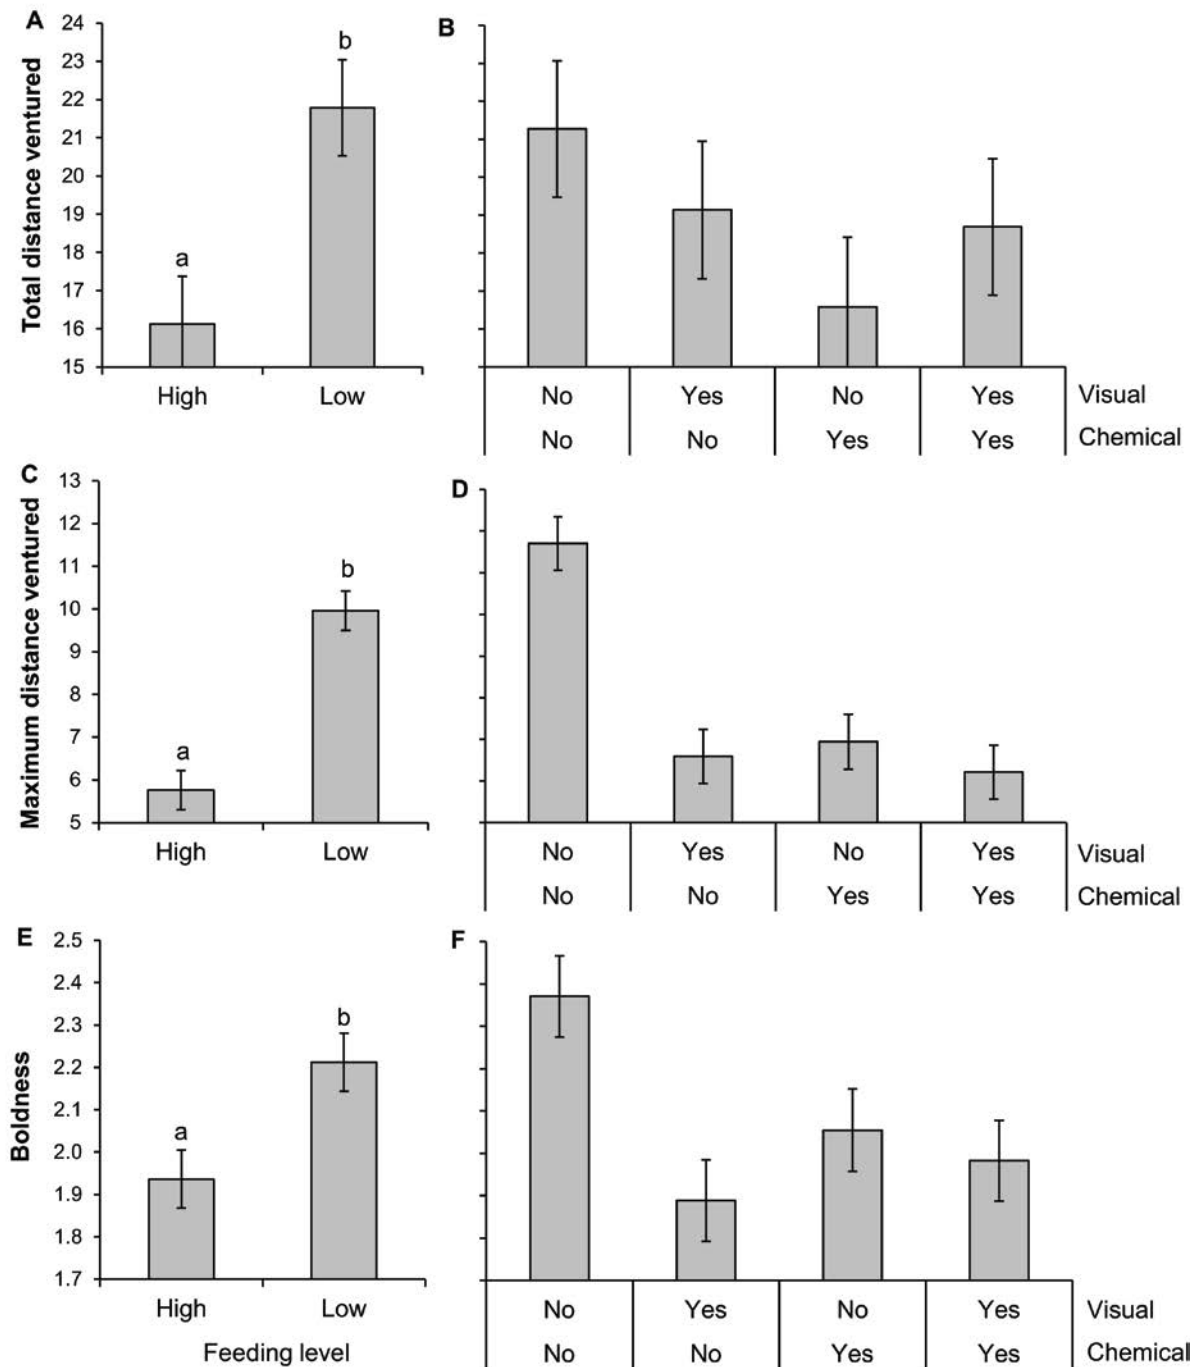 A
B
Total distance ventured
24
23
22
21
20
19
18
17
16
15
a
b
High Low
No Yes No Yes Visual
No No Yes Yes Chemical
C
D
Maximum distance ventured
13
12
11
10
9
8
7
6
5
a
b
High Low
No Yes No Yes Visual
No No Yes Yes Chemical
E
F
Boldness
2.5
2.4
2.3
2.2
2.1
2.0
1.9
1.8
1.7
a
b
High Low
Feeding level
No Yes No Yes Visual
No No Yes Yes Chemical